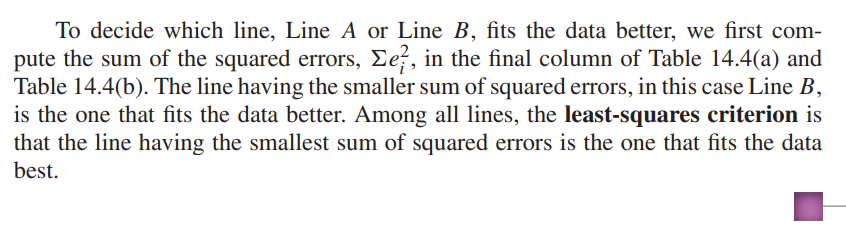 To decide which line, Line A or Line B, fits the data better, we first com-
pute the sum of the squared errors, Σeᵢ², in the final column of Table 14.4(a) and
Table 14.4(b). The line having the smaller sum of squared errors, in this case Line B,
is the one that fits the data better. Among all lines, the least-squares criterion is
that the line having the smallest sum of squared errors is the one that fits the data
best.